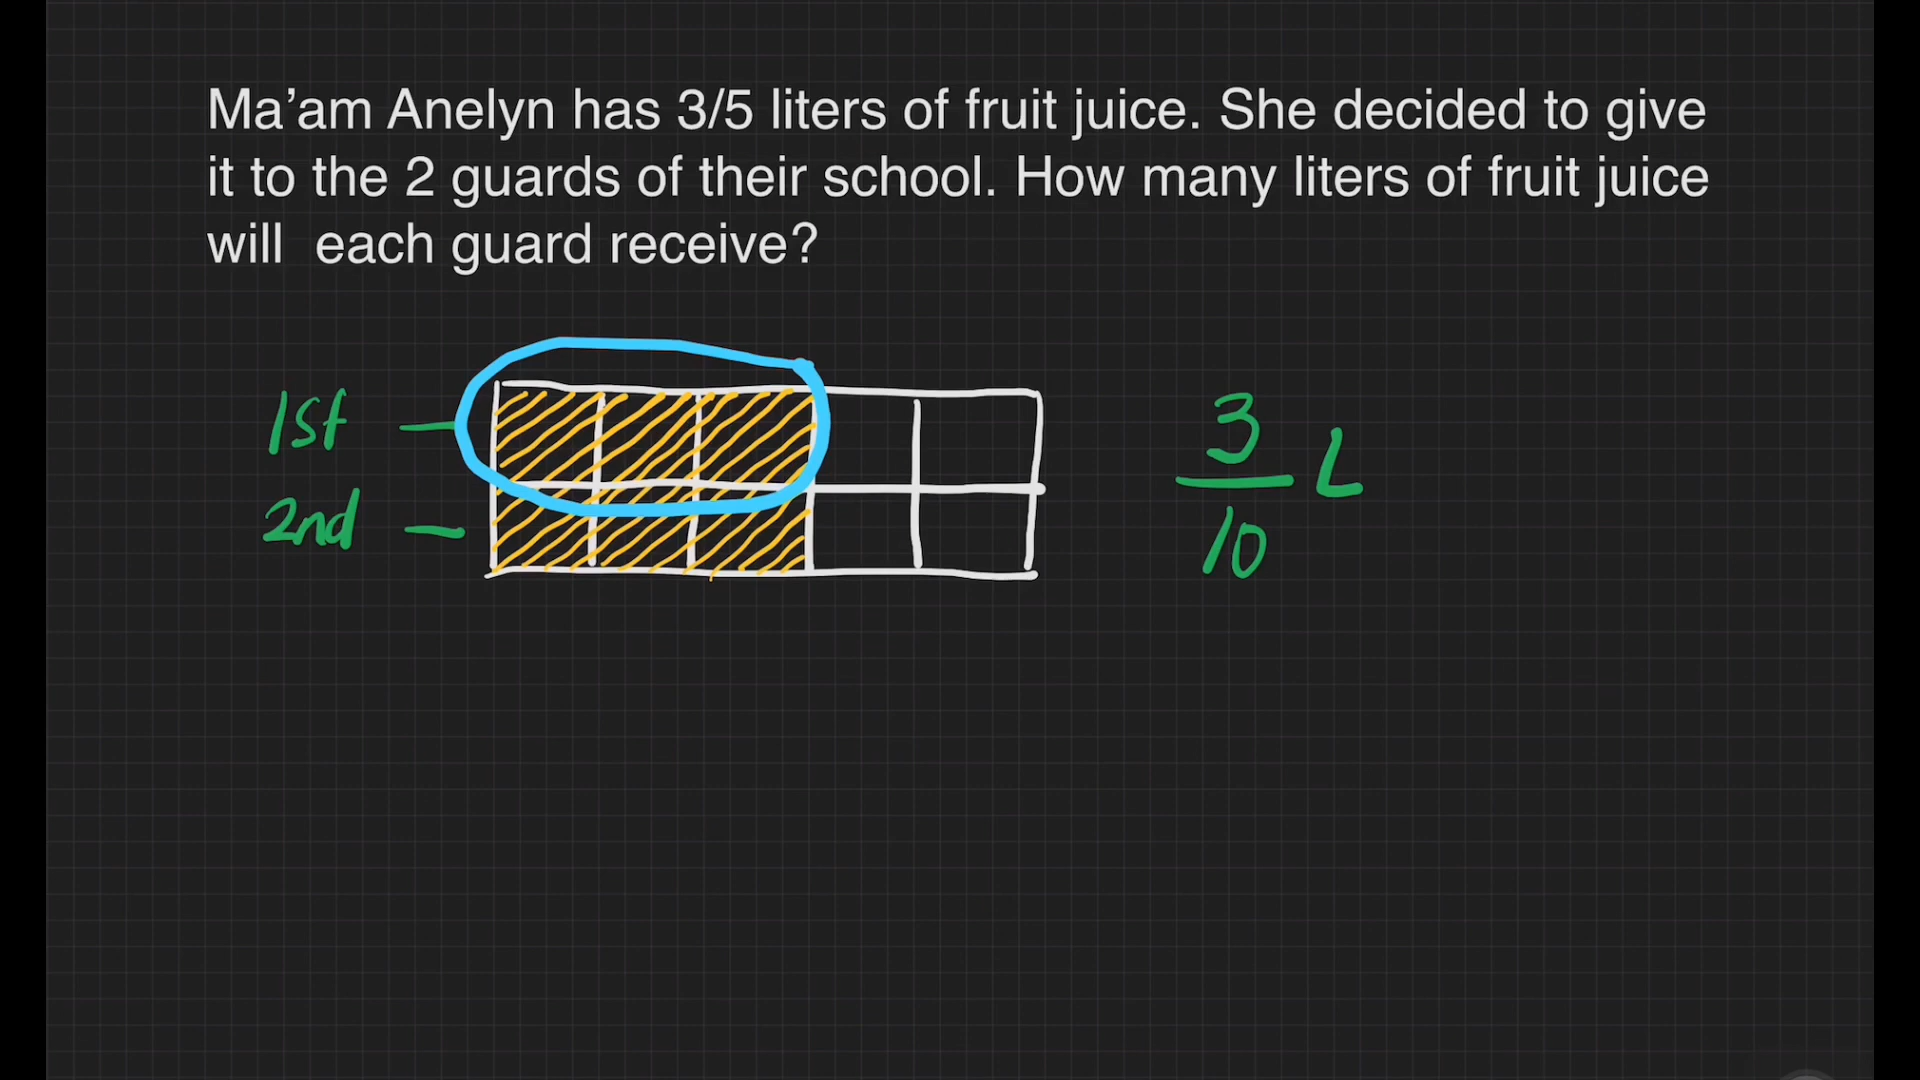 Ma’am Anelyn has 3/5 liters of fruit juice. She decided to give
it to the 2 guards of their school. How many liters of fruit juice
will  each guard receive?
1st
2nd
3
10
L